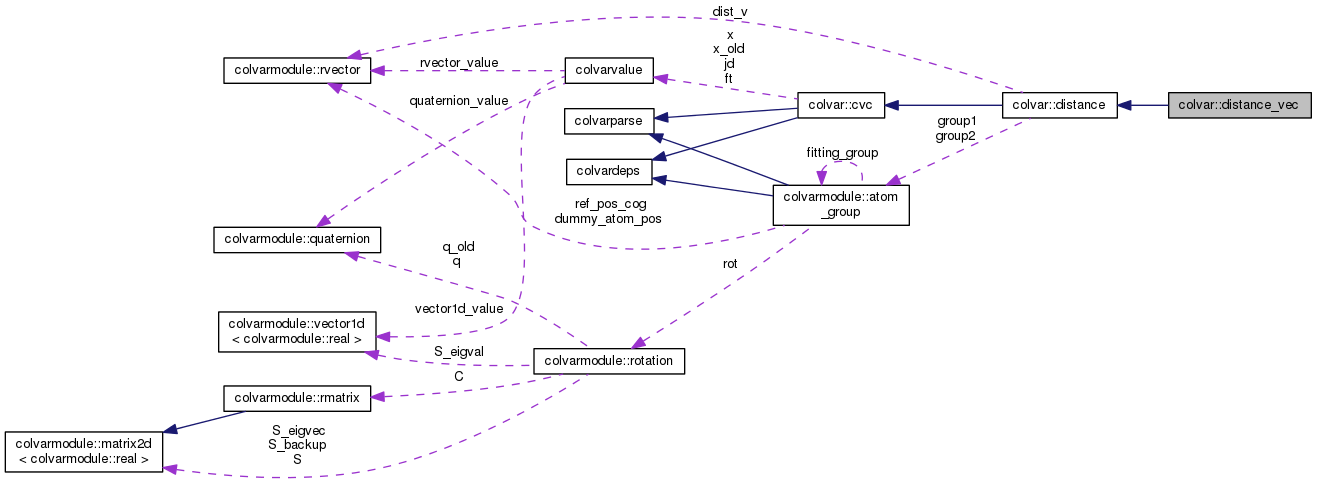 dist_v
x
x_old
jd
ft
colvarmodule::rvector
rvector_value
colvarvalue
quaternion_value
colvarparse
colvar::cvc
colvar::distance
colvar::distance_vec
group1
group2
fitting_group
colvardeps
colvarmodule::atom
_group
ref_pos_cog
dummy_atom_pos
colvarmodule::quaternion
q_old
q
rot
vector1d_value
colvarmodule::vector1d
< colvarmodule::real >
S_eigval
colvarmodule::rotation
C
colvarmodule::rmatrix
S_eigvec
S_backup
S
colvarmodule::matrix2d
< colvarmodule::real >